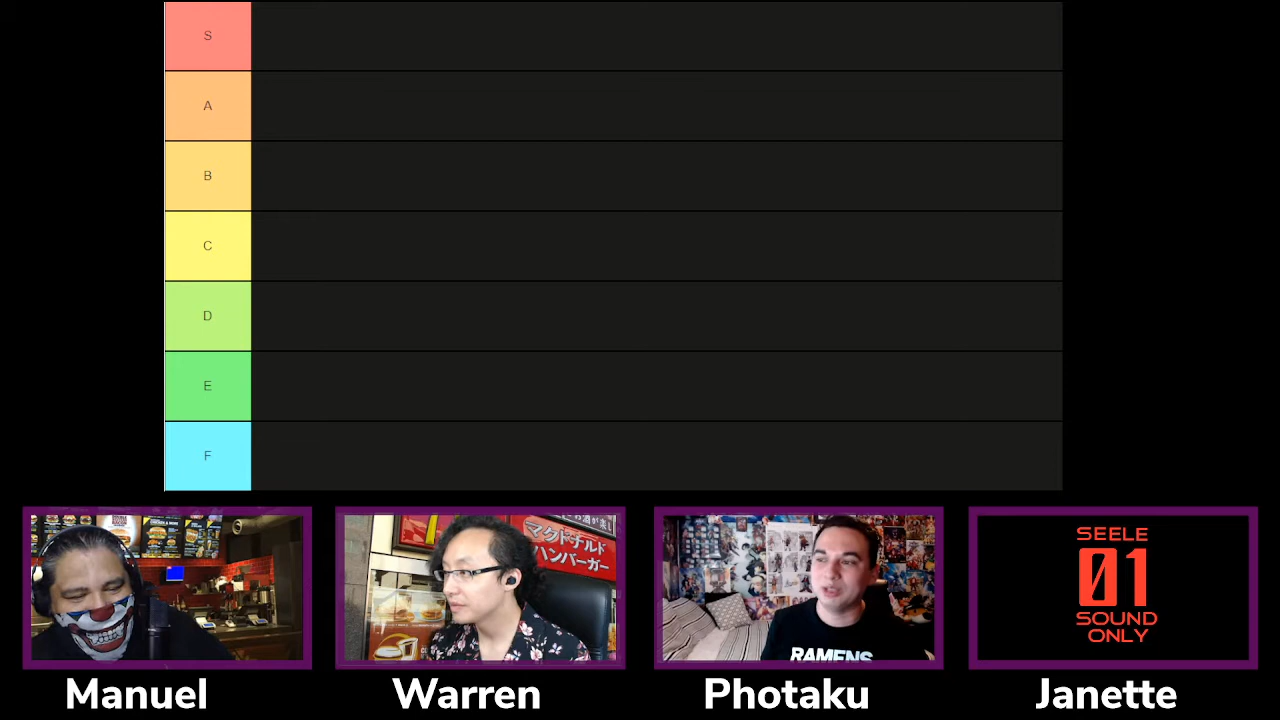 S
A
B
C
D
E
F
マクドナルド
ハンバーガー
RAMENS
SEELE
01
SOUND
ONLY
Manuel
Warren
Photaku
Janette